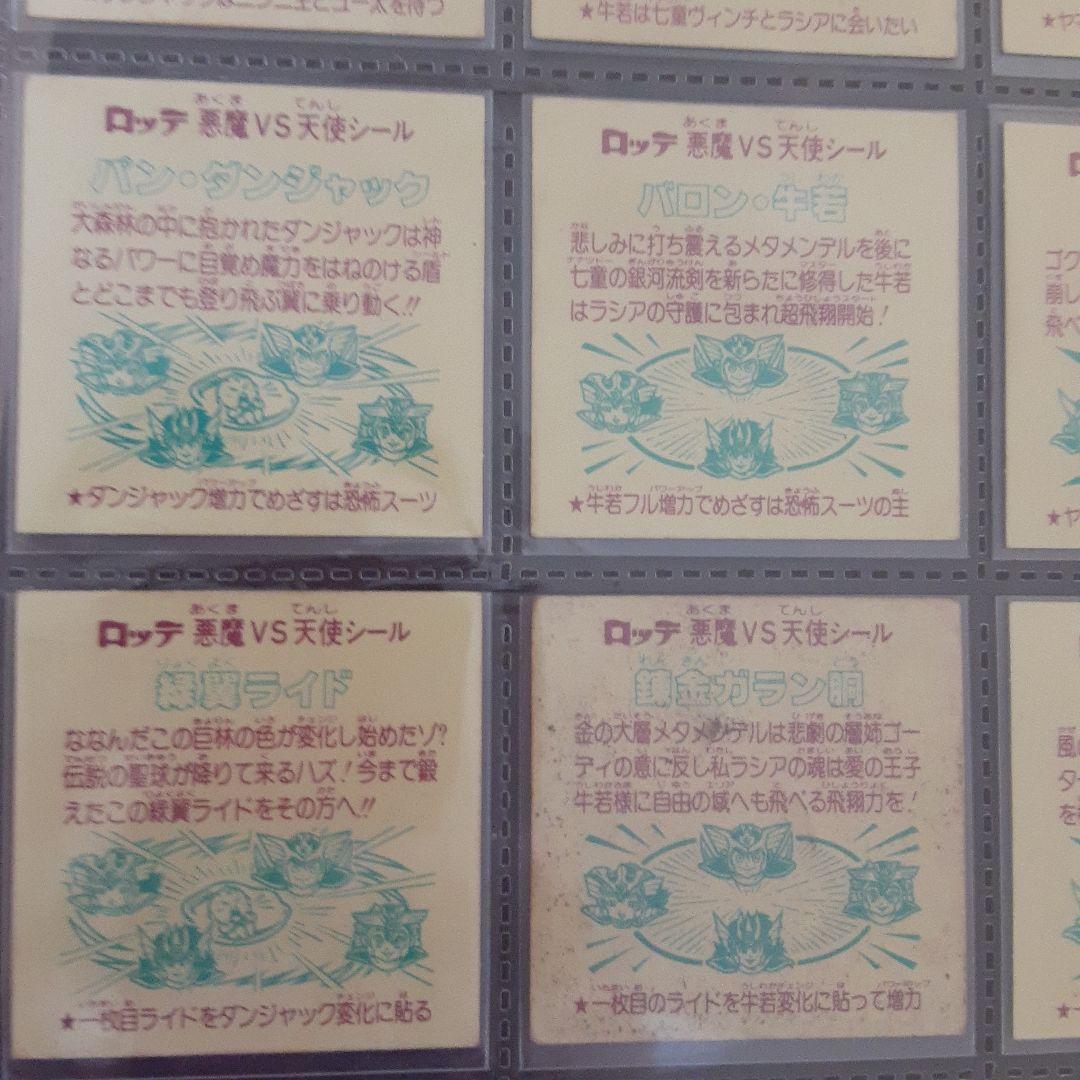 ★牛若は七童ヴィンチとラシアに会いたい
ロッテ 悪魔VS天使シール
バン・ダンジャック
大森林の中に抱かれたダンジャックは神
なるパワーに目覚め魔力をはねのける盾
とどこまでも登り飛ぶ翼に乗り動く!!
★ダンジャック増力でめざすは恐怖スーツ
ロッテ 悪魔VS天使シール
バロン・牛若
悲しみに打ち震えるメタメンデルを後に
七童の銀河流剣を新らたに修得した牛若
はラシアの守護に包まれ超飛翔開始!
★牛若フル増力でめざすは恐怖スーツの主
ロッテ 悪魔VS天使シール
緑翼ライド
ななんだこの巨林の色が変化し始めたソ?
伝説の聖球が降りて来るハズ!今まで鍛
えたこの緑翼ライドをその方へ!!
★一枚目ライドをダンジャック変化に貼る
ロッテ 悪魔VS天使シール
錬金ガラン胴
金の大層メタメンデルは悲劇の層姉ゴー
ディの意に反し私ラシアの魂は愛の王子
牛若様に自由の域へも飛べる飛翔力を!
★一枚目のライドを牛若変化に貼って増力